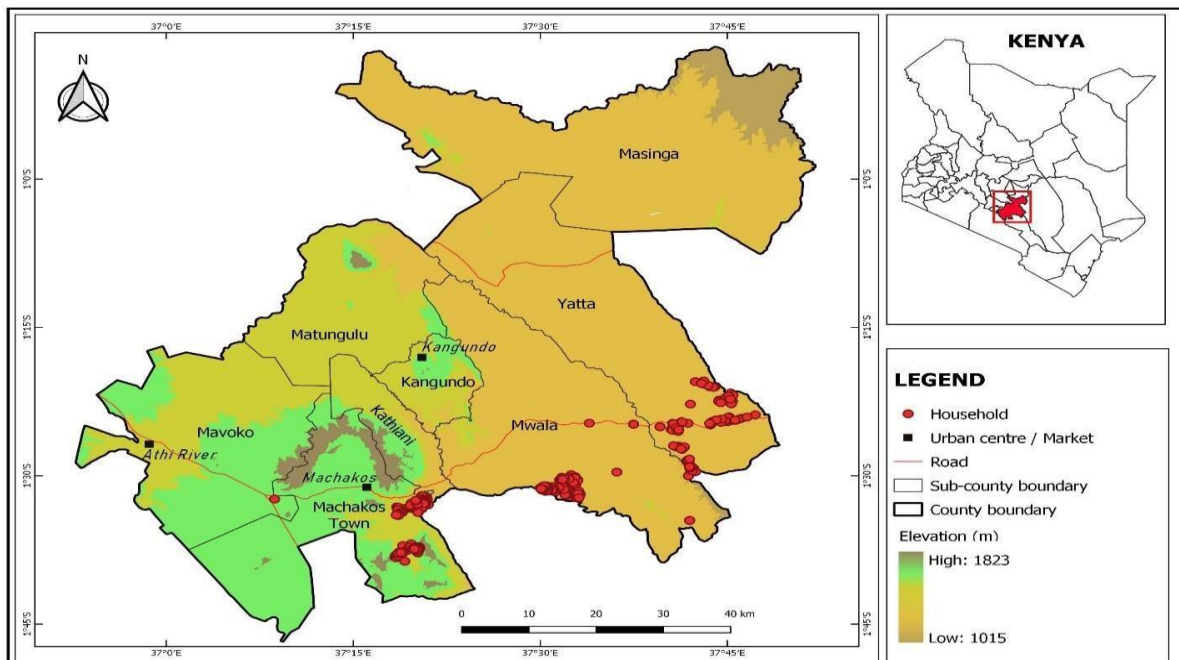 37°0'E 37°15'E 37°30'E 37°45'E
N
1°0'S
1°15'S
1°30'S
1°45'S
Masinga
Yatta
Matungulu
Kangundo
Kangundo
Kathiani
Mwala
Mavoko
Athi River
Machakos
Machakos
Town
0 10 20 30 40 km
37°0'E 37°15'E 37°30'E 37°45'E
1°0'S
1°15'S
1°30'S
1°45'S
KENYA
LEGEND
Household
Urban centre / Market
Road
Sub-county boundary
County boundary
Elevation (m)
High: 1823
Low: 1015